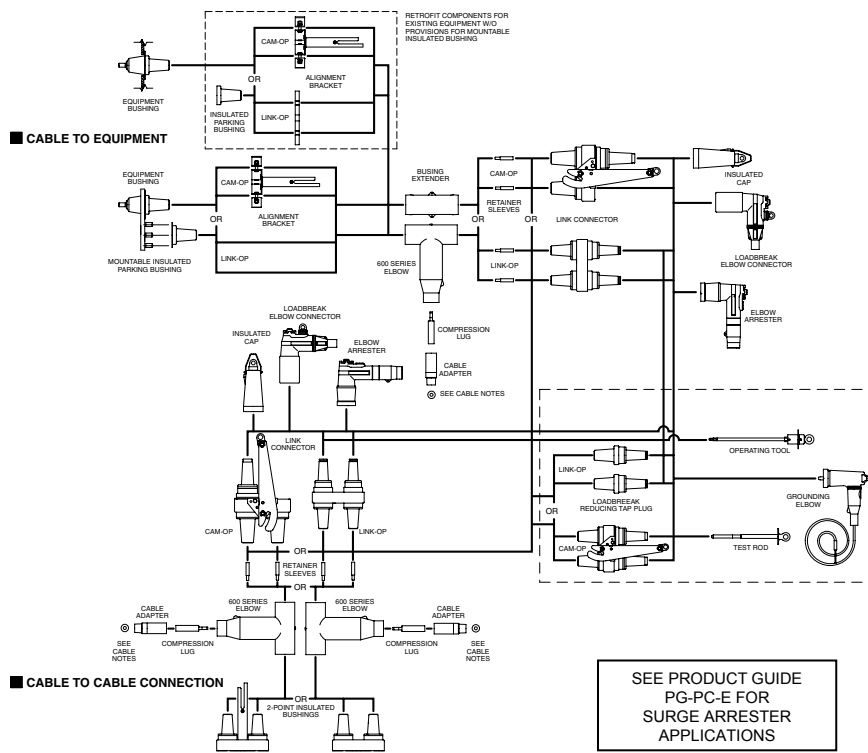 RETROFIT COMPONENTS FOR
EXISTING EQUIPMENT W/O
PROVISIONS FOR MOUNTABLE
INSULATED BUSHING
CAM-OP
OR
ALIGNMENT
BRACKET
EQUIPMENT
BUSHING
INSULATED
PARKING
BUSHING
LINK-OP
■ CABLE TO EQUIPMENT
EQUIPMENT
BUSHING
CAM-OP
OR
ALIGNMENT
BRACKET
MOUNTABLE INSULATED
PARKING BUSHING
LINK-OP
BUSING
EXTENDER
OR
600 SERIES
ELBOW
CAM-OP
RETAINER
SLEEVES
OR
LINK-OP
LINK CONNECTOR
INSULATED
CAP
LOADBREAK
ELBOW CONNECTOR
ELBOW
ARRESTER
COMPRESSION
LUG
CABLE
ADAPTER
SEE CABLE NOTES
LOADBREAK
ELBOW CONNECTOR
INSULATED
CAP
ELBOW
ARRESTER
LINK
CONNECTOR
CAM-OP
LINK-OP
OR
RETAINER
SLEEVES
OR
OPERATING TOOL
LINK-OP
LOADBREEAK
REDUCING TAP PLUG
OR
CAM-OP
GROUNDING
ELBOW
TEST ROD
600 SERIES
ELBOW
600 SERIES
ELBOW
CABLE
ADAPTER
CABLE
ADAPTER
SEE
CABLE
NOTES
COMPRESSION
LUG
COMPRESSION
LUG
SEE
CABLE
NOTES
■ CABLE TO CABLE CONNECTION
OR
2-POINT INSULATED
BUSHINGS
SEE PRODUCT GUIDE
PG-PC-E FOR
SURGE ARRESTER
APPLICATIONS